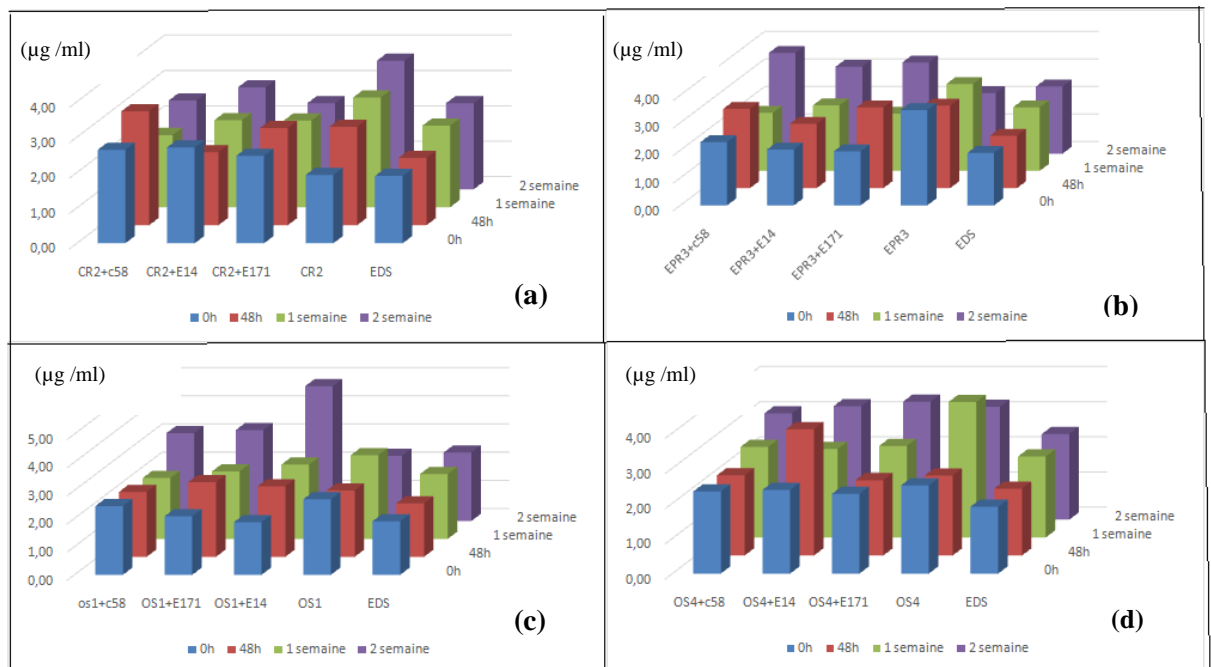 (µg /ml)
4,00
3,00
2,00
1,00
0,00
2 semaine
1 semaine
48h
0h
CR2+c58 CR2+E14 CR2+E171 CR2 EDS
(a)
0h 48h 1 semaine 2 semaine
(µg /ml)
4,00
3,00
2,00
1,00
0,00
2 semaine
1 semaine
48h
0h
EPR3+c58 EPR3+E14 EPR3+E171 EPR3 EDS
(b)
0h 48h 1 semaine 2 semaine
(µg /ml)
5,00
4,00
3,00
2,00
1,00
0,00
2 semaine
1 semaine
48h
0h
os1+c58 OS1+E171 OS1+E14 OS1 EDS
(c)
0h 48h 1 semaine 2 semaine
(µg /ml)
4,00
3,00
2,00
1,00
0,00
2 semaine
1 semaine
48h
0h
OS4+c58 OS4+E14 OS4+E171 OS4 EDS
(d)
0h 48h 1 semaine 2 semaine